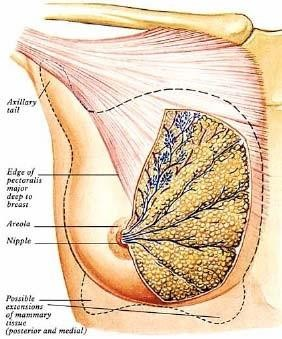 Axillary
tail
Edge of
pectoralis
major
deep to
breast
Areola
Nipple
Possible
extensions
of mammary
tissue
(posterior and medial)